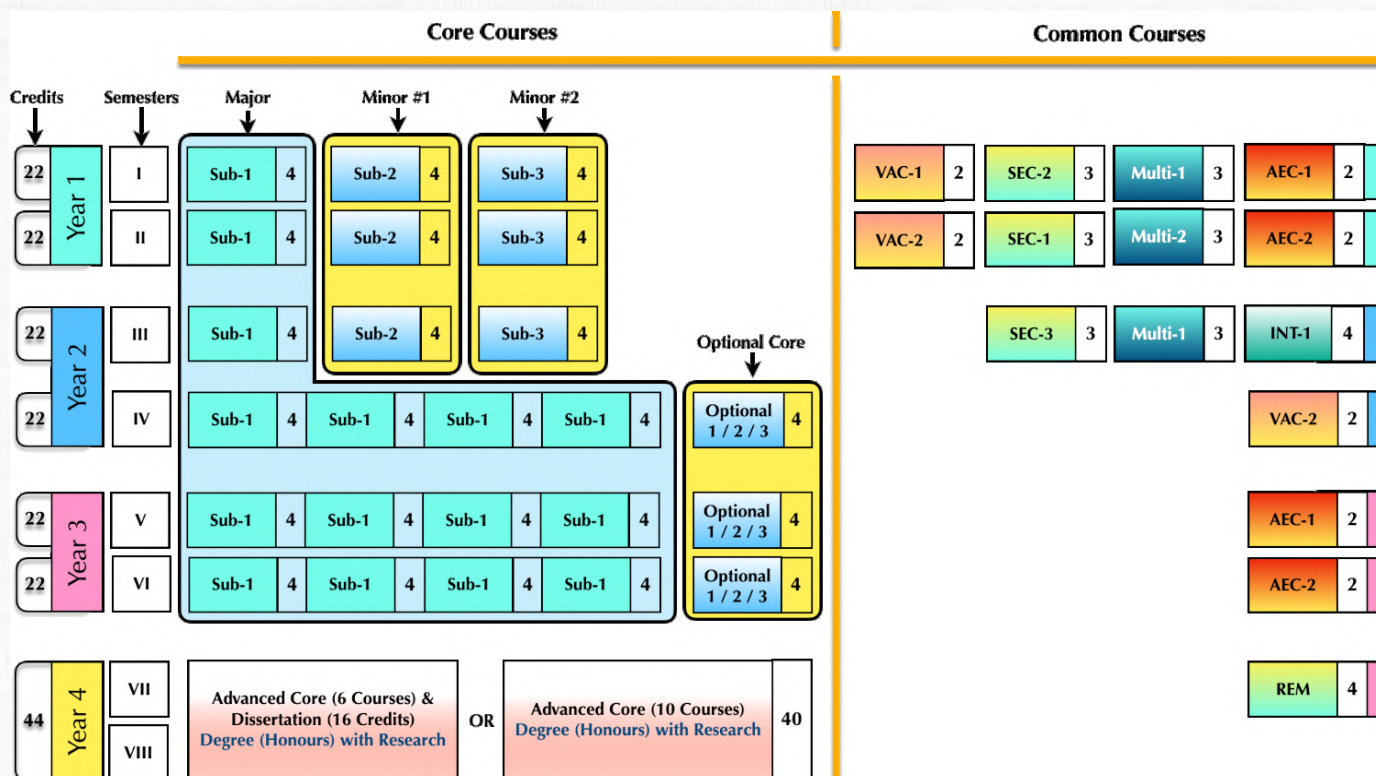 Core Courses
Common Courses
Credits Semesters Major Minor #1 Minor #2
22 Year 1 I Sub-1 4 Sub-2 4 Sub-3 4 VAC-1 2 SEC-2 3 Multi-1 3 AEC-1 2
22 II Sub-1 4 Sub-2 4 Sub-3 4 VAC-2 2 SEC-1 3 Multi-2 3 AEC-2 2
22 Year 2 III Sub-1 4 Sub-2 4 Sub-3 4 SEC-3 3 Multi-1 3 INT-1 4
Optional Core
22 IV Sub-1 4 Sub-1 4 Sub-1 4 Sub-1 4 Optional 1 / 2 / 3 4 VAC-2 2
22 Year 3 V Sub-1 4 Sub-1 4 Sub-1 4 Sub-1 4 Optional 1 / 2 / 3 4 AEC-1 2
22 VI Sub-1 4 Sub-1 4 Sub-1 4 Sub-1 4 Optional 1 / 2 / 3 4 AEC-2 2
44 Year 4 VII
VIII
Advanced Core (6 Courses) &
Dissertation (16 Credits)
Degree (Honours) with Research
OR
Advanced Core (10 Courses)
Degree (Honours) with Research
40
REM 4